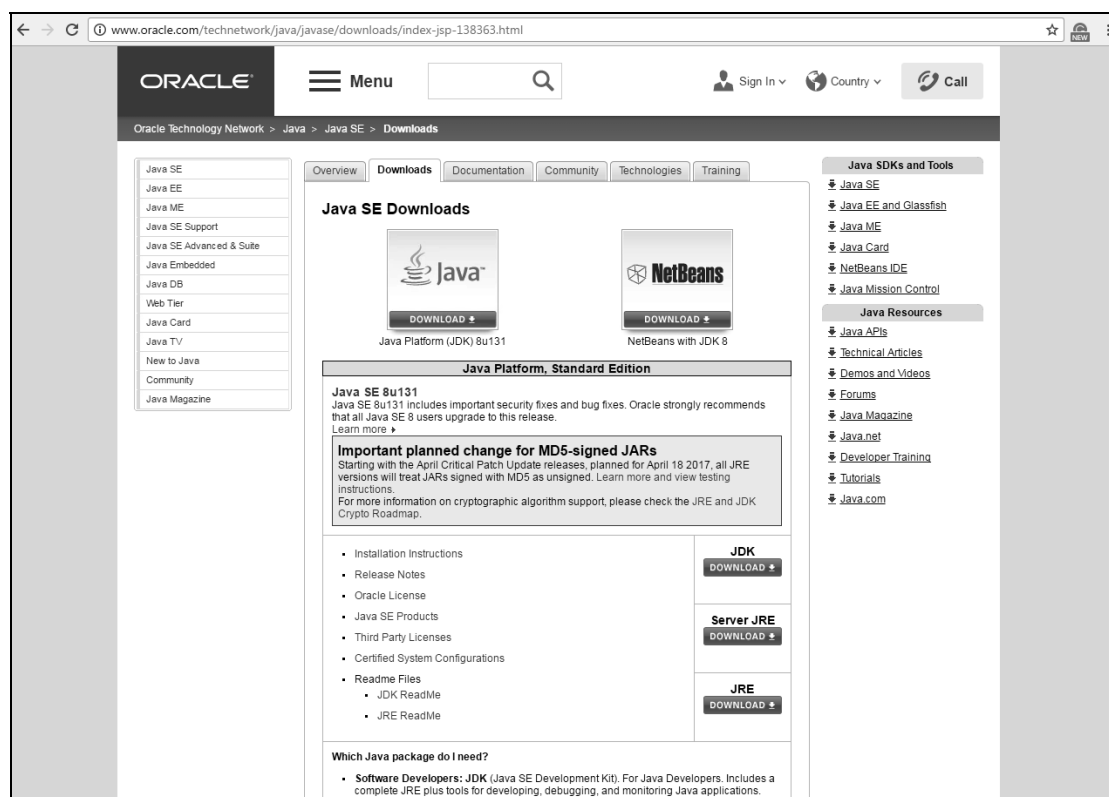 www.oracle.com/technetwork/java/javase/downloads/index-jsp-138363.html
NEW
ORACLE
Menu
Sign In
Country
Call
Oracle Technology Network > Java > Java SE > Downloads
Java SE
Java EE
Java ME
Java SE Support
Java SE Advanced & Suite
Java Embedded
Java DB
Web Tier
Java Card
Java TV
New to Java
Community
Java Magazine
Overview
Downloads
Documentation
Community
Technologies
Training
Java SE Downloads
Java
DOWNLOAD
Java Platform (JDK) 8u131
NetBeans
DOWNLOAD
NetBeans with JDK 8
Java Platform, Standard Edition
Java SE 8u131
Java SE 8u131 includes important security fixes and bug fixes. Oracle strongly recommends
that all Java SE 8 users upgrade to this release.
Learn more
Important planned change for MD5-signed JARs
Starting with the April Critical Patch Update releases, planned for April 18 2017, all JRE
versions will treat JARs signed with MD5 as unsigned. Learn more and view testing
instructions.
For more information on cryptographic algorithm support, please check the JRE and JDK
Crypto Roadmap.
Installation Instructions
Release Notes
Oracle License
Java SE Products
Third Party Licenses
Certified System Configurations
Readme Files
JDK ReadMe
JRE ReadMe
JDK
DOWNLOAD
Server JRE
DOWNLOAD
JRE
DOWNLOAD
Which Java package do I need?
Software Developers: JDK (Java SE Development Kit). For Java Developers. Includes a
complete JRE plus tools for developing, debugging, and monitoring Java applications.
Java SDKs and Tools
Java SE
Java EE and Glassfish
Java ME
Java Card
NetBeans IDE
Java Mission Control
Java Resources
Java APIs
Technical Articles
Demos and Videos
Forums
Java Magazine
Java.net
Developer Training
Tutorials
Java.com